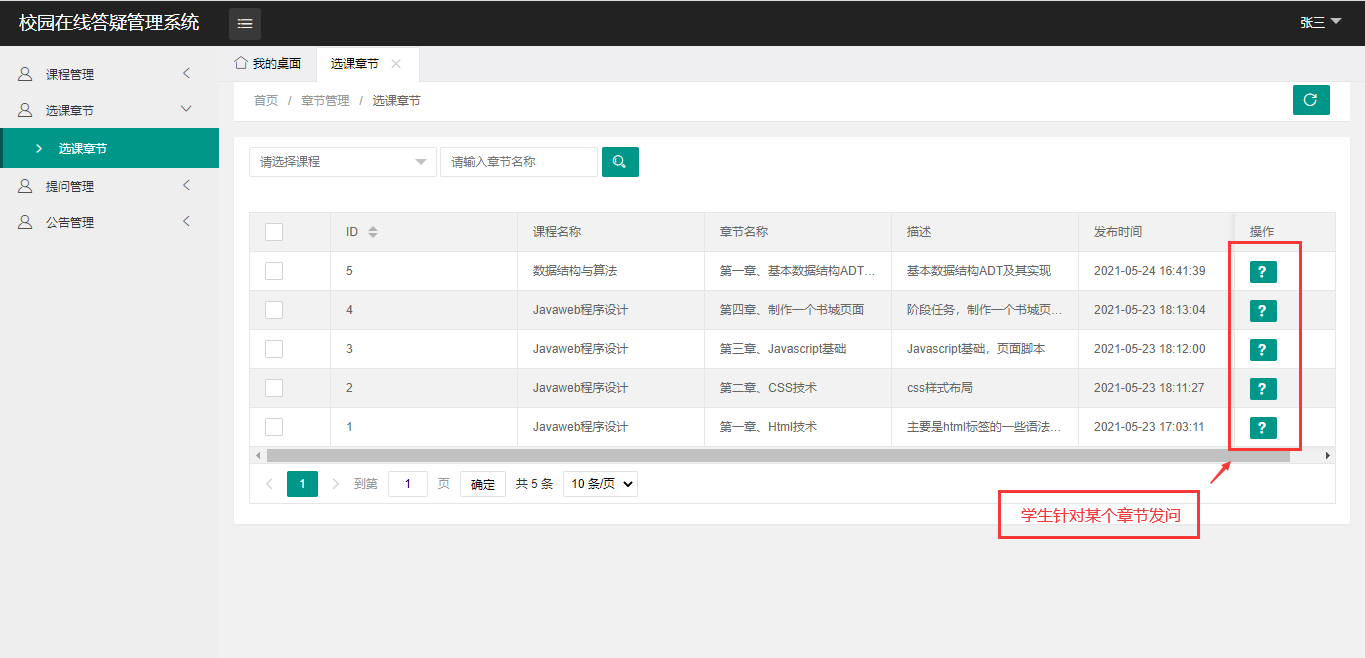 校园在线答疑管理系统
张三
课程管理
选课章节
选课章节
提问管理
公告管理
我的桌面
选课章节
首页 / 章节管理 / 选课章节
请选择课程
请输入章节名称
ID 课程名称 章节名称 描述 发布时间 操作
5 数据结构与算法 第一章、基本数据结构ADT… 基本数据结构ADT及其实现 2021-05-24 16:41:39 ?
4 Javaweb程序设计 第四章、制作一个书城页面 阶段任务，制作一个书城页… 2021-05-23 18:13:04 ?
3 Javaweb程序设计 第三章、Javascript基础 Javascript基础，页面脚本 2021-05-23 18:12:00 ?
2 Javaweb程序设计 第二章、CSS技术 css样式布局 2021-05-23 18:11:27 ?
1 Javaweb程序设计 第一章、Html技术 主要是html标签的一些语法… 2021-05-23 17:03:11 ?
1 到第 1 页 确定 共 5 条 10 条/页
学生针对某个章节发问